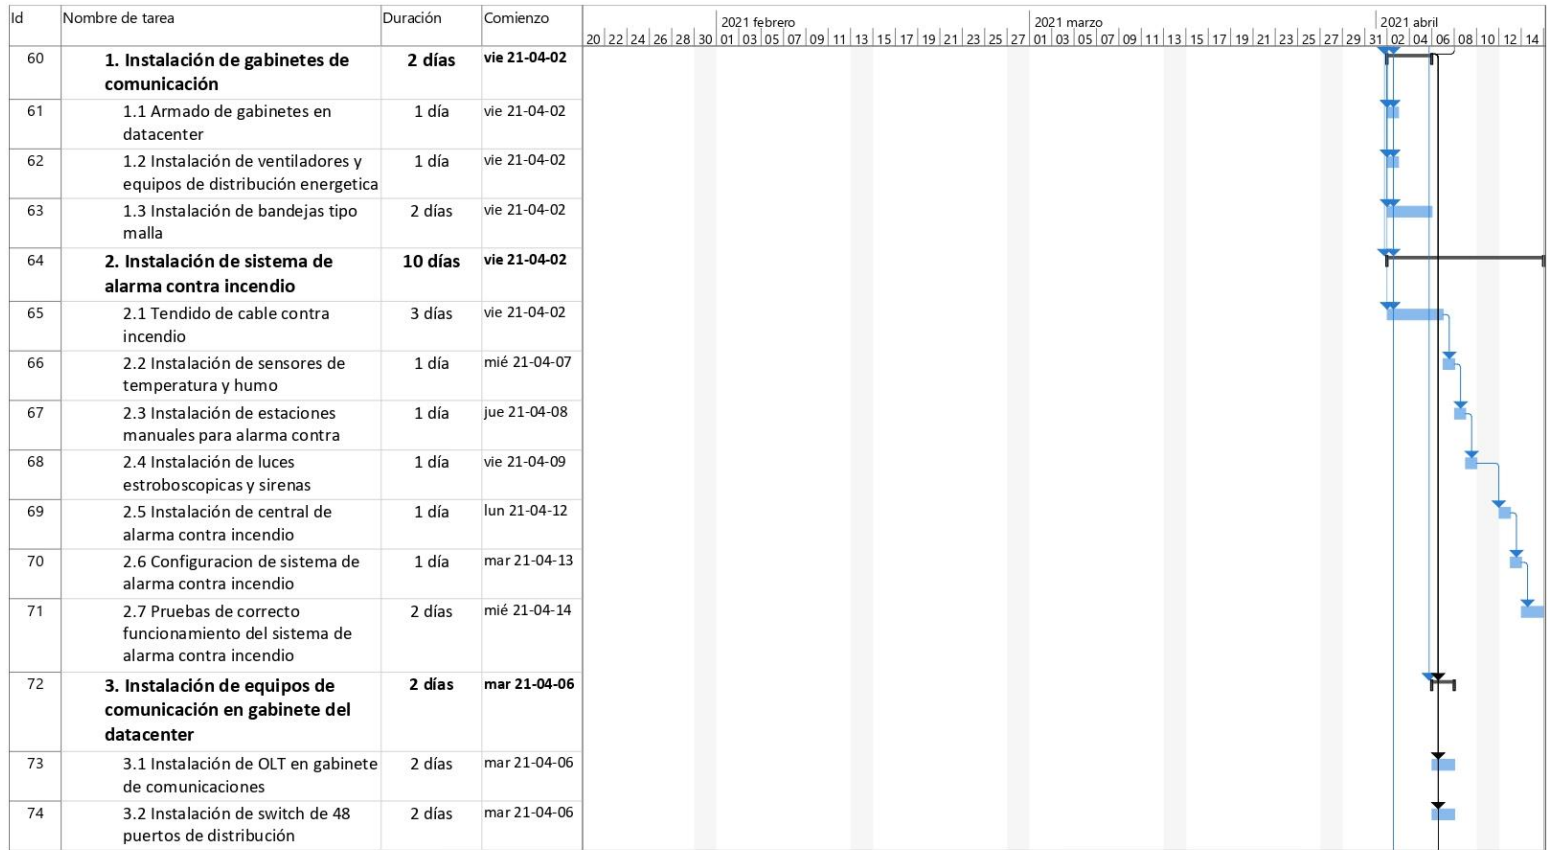 Id Nombre de tarea Duración Comienzo
2021 febrero 2021 marzo 2021 abril
20 22 24 26 28 30 01 03 05 07 09 11 13 15 17 19 21 23 25 27 01 03 05 07 09 11 13 15 17 19 21 23 25 27 29 31 02 04 06 08 10 12 14
60 1. Instalación de gabinetes de 2 días vie 21-04-02
comunicación
61 1.1 Armado de gabinetes en 1 día vie 21-04-02
datacenter
62 1.2 Instalación de ventiladores y 1 día vie 21-04-02
equipos de distribución energetica
63 1.3 Instalación de bandejas tipo 2 días vie 21-04-02
malla
64 2. Instalación de sistema de 10 días vie 21-04-02
alarma contra incendio
65 2.1 Tendido de cable contra 3 días vie 21-04-02
incendio
66 2.2 Instalación de sensores de 1 día mié 21-04-07
temperatura y humo
67 2.3 Instalación de estaciones 1 día jue 21-04-08
manuales para alarma contra
68 2.4 Instalación de luces 1 día vie 21-04-09
estroboscopicas y sirenas
69 2.5 Instalación de central de 1 día lun 21-04-12
alarma contra incendio
70 2.6 Configuracion de sistema de 1 día mar 21-04-13
alarma contra incendio
71 2.7 Pruebas de correcto 2 días mié 21-04-14
funcionamiento del sistema de
alarma contra incendio
72 3. Instalación de equipos de 2 días mar 21-04-06
comunicación en gabinete del
datacenter
73 3.1 Instalación de OLT en gabinete 2 días mar 21-04-06
de comunicaciones
74 3.2 Instalación de switch de 48 2 días mar 21-04-06
puertos de distribución